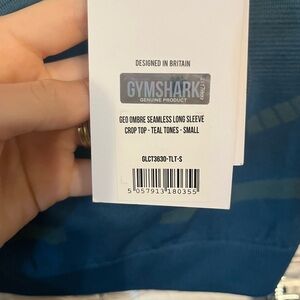 DESIGNED IN BRITAIN
GYMSHARK
GENUINE PRODUCT
GEO OMBRE SEAMLESS LONG SLEEVE
CROP TOP - TEAL TONES - SMALL
GLCT3630-TLT-S
5 057913 180355